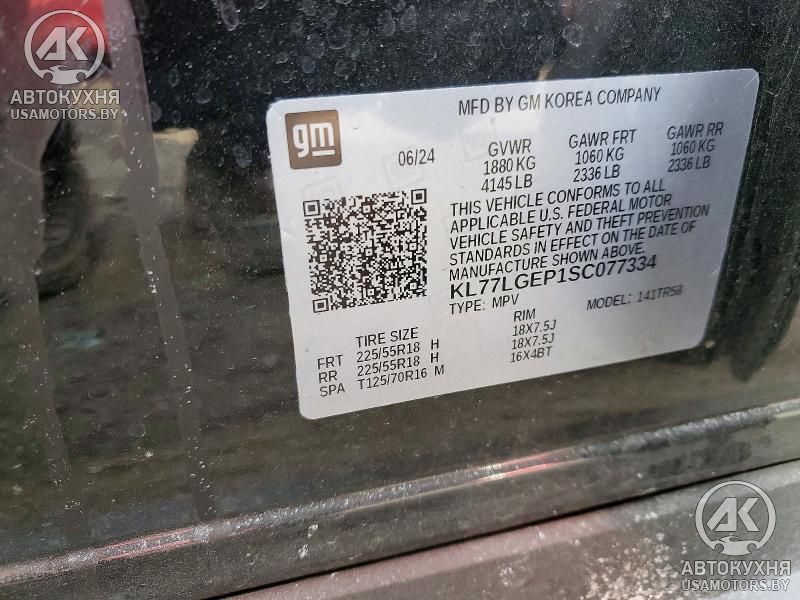 AK
АВТОКУХНЯ
USAMOTORS.BY
MFD BY GM KOREA COMPANY
gm
06/24
GVWR
1880 KG
4145 LB
GAWR FRT
1060 KG
2336 LB
GAWR RR
1060 KG
2336 LB
THIS VEHICLE CONFORMS TO ALL
APPLICABLE U.S. FEDERAL MOTOR
VEHICLE SAFETY AND THEFT PREVENTION
STANDARDS IN EFFECT ON THE DATE OF
MANUFACTURE SHOWN ABOVE.
KL77LGEP1SC077334
TYPE: MPV MODEL: 141TR58
TIRE SIZE RIM
FRT 225/55R18 H 18X7.5J
RR 225/55R18 H 18X7.5J
SPA T125/70R16 M 16X4BT
AK
АВТОКУХНЯ
USAMOTORS.BY